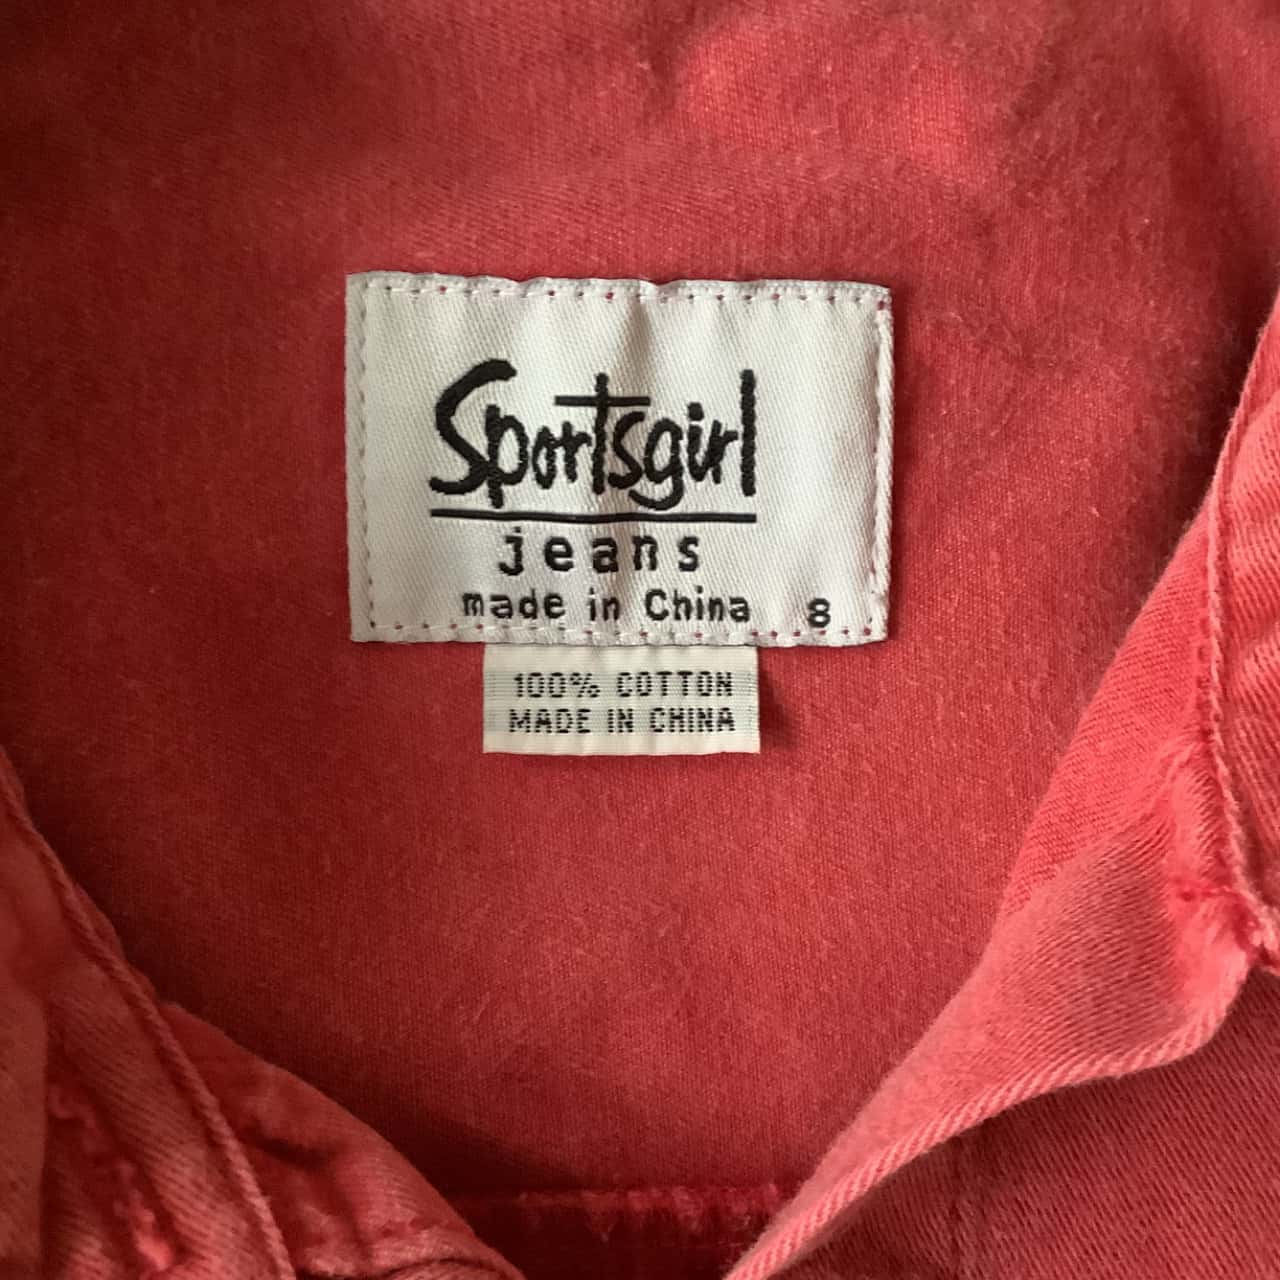 Sportsgirl
jeans
made in China 8
100% COTTON
MADE IN CHINA